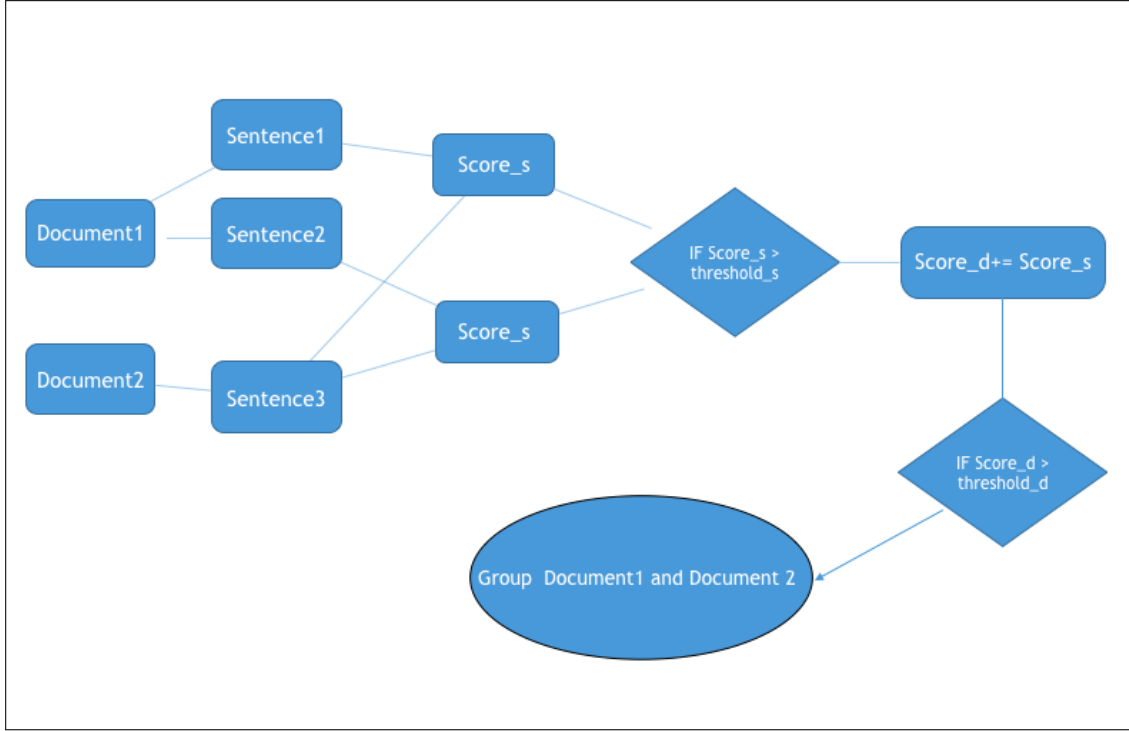 Sentence1
Score_s
Document1
Sentence2
IF Score_s >
threshold_s
Score_d+= Score_s
Score_s
Document2
Sentence3
IF Score_d >
threshold_d
Group  Document1 and Document 2